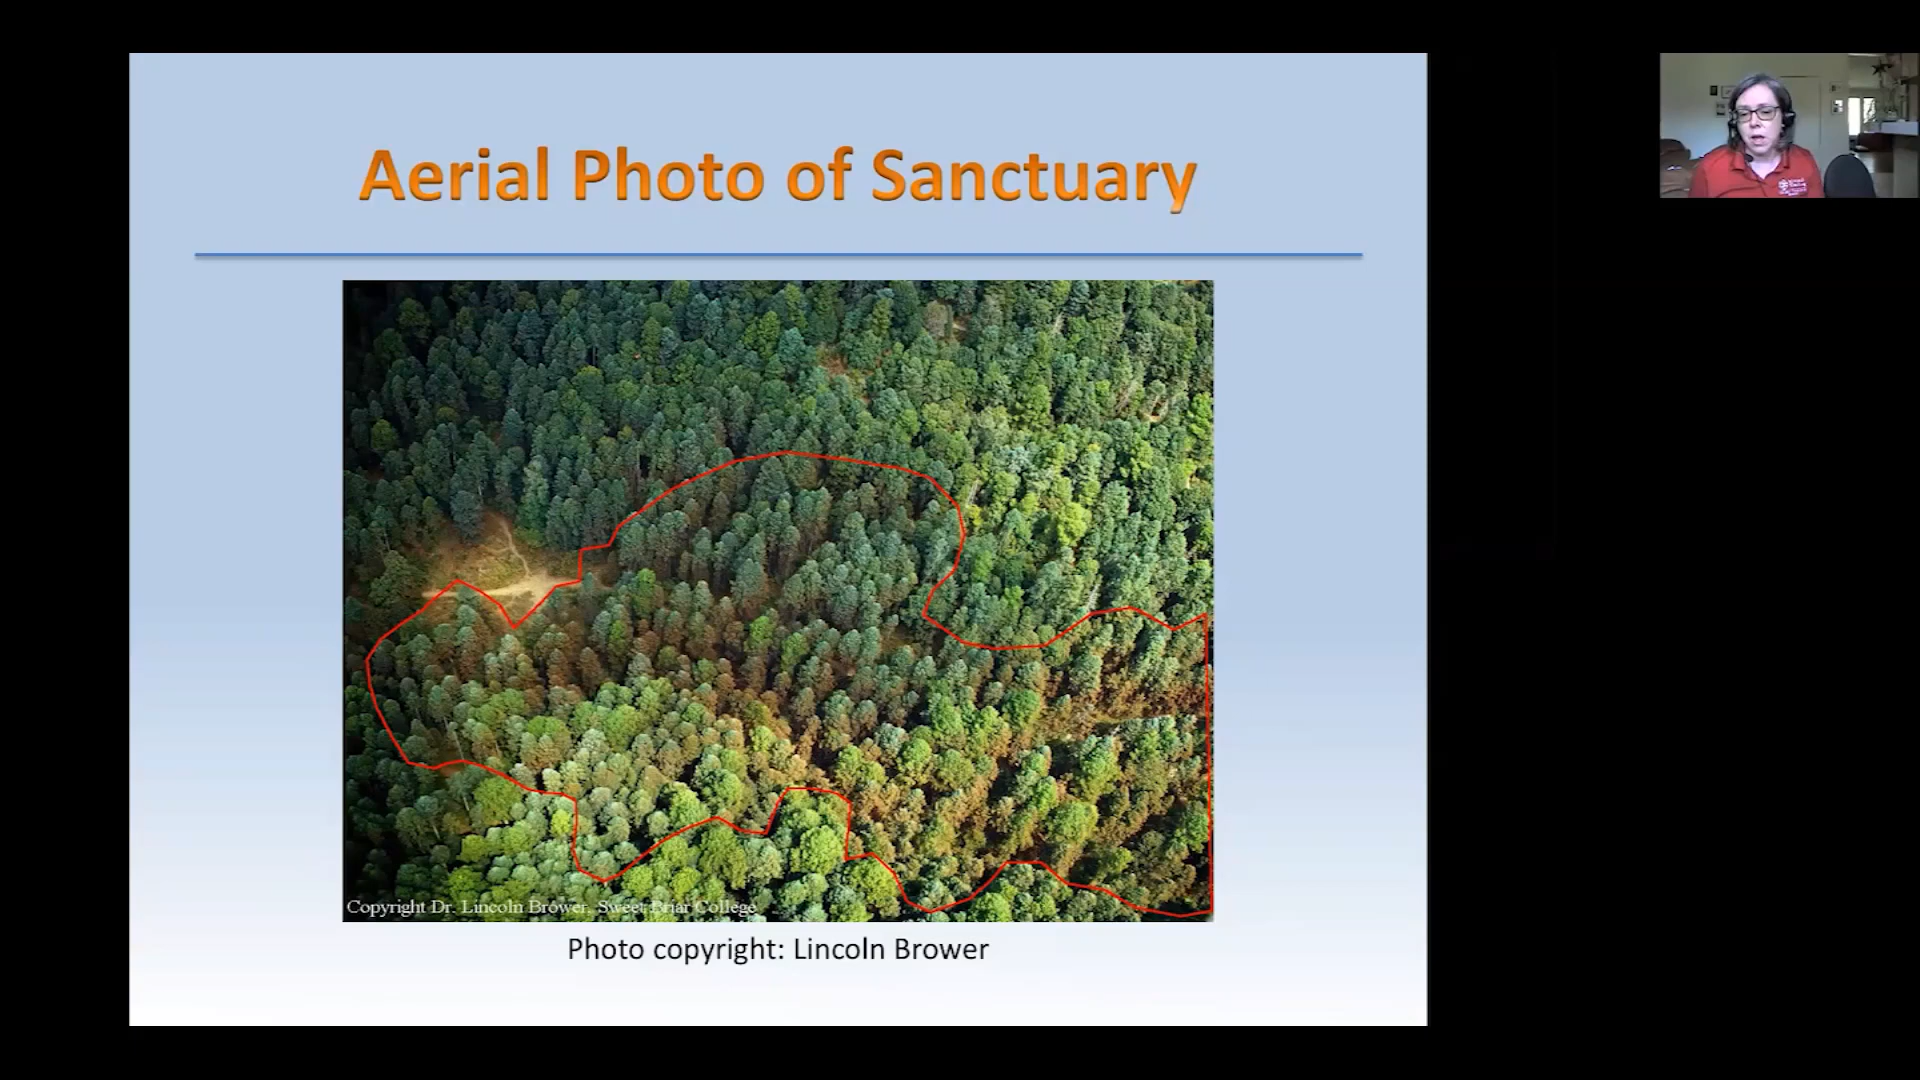 Aerial Photo of Sanctuary
Copyright Dr. Lincoln Brower, Sweet Briar College
Photo copyright: Lincoln Brower